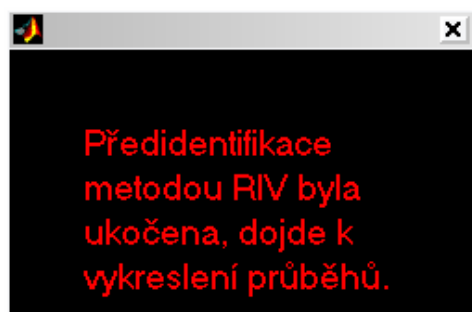 Předidentifikace
metodou RIV byla
ukočena, dojde k
vykreslení průběhů.